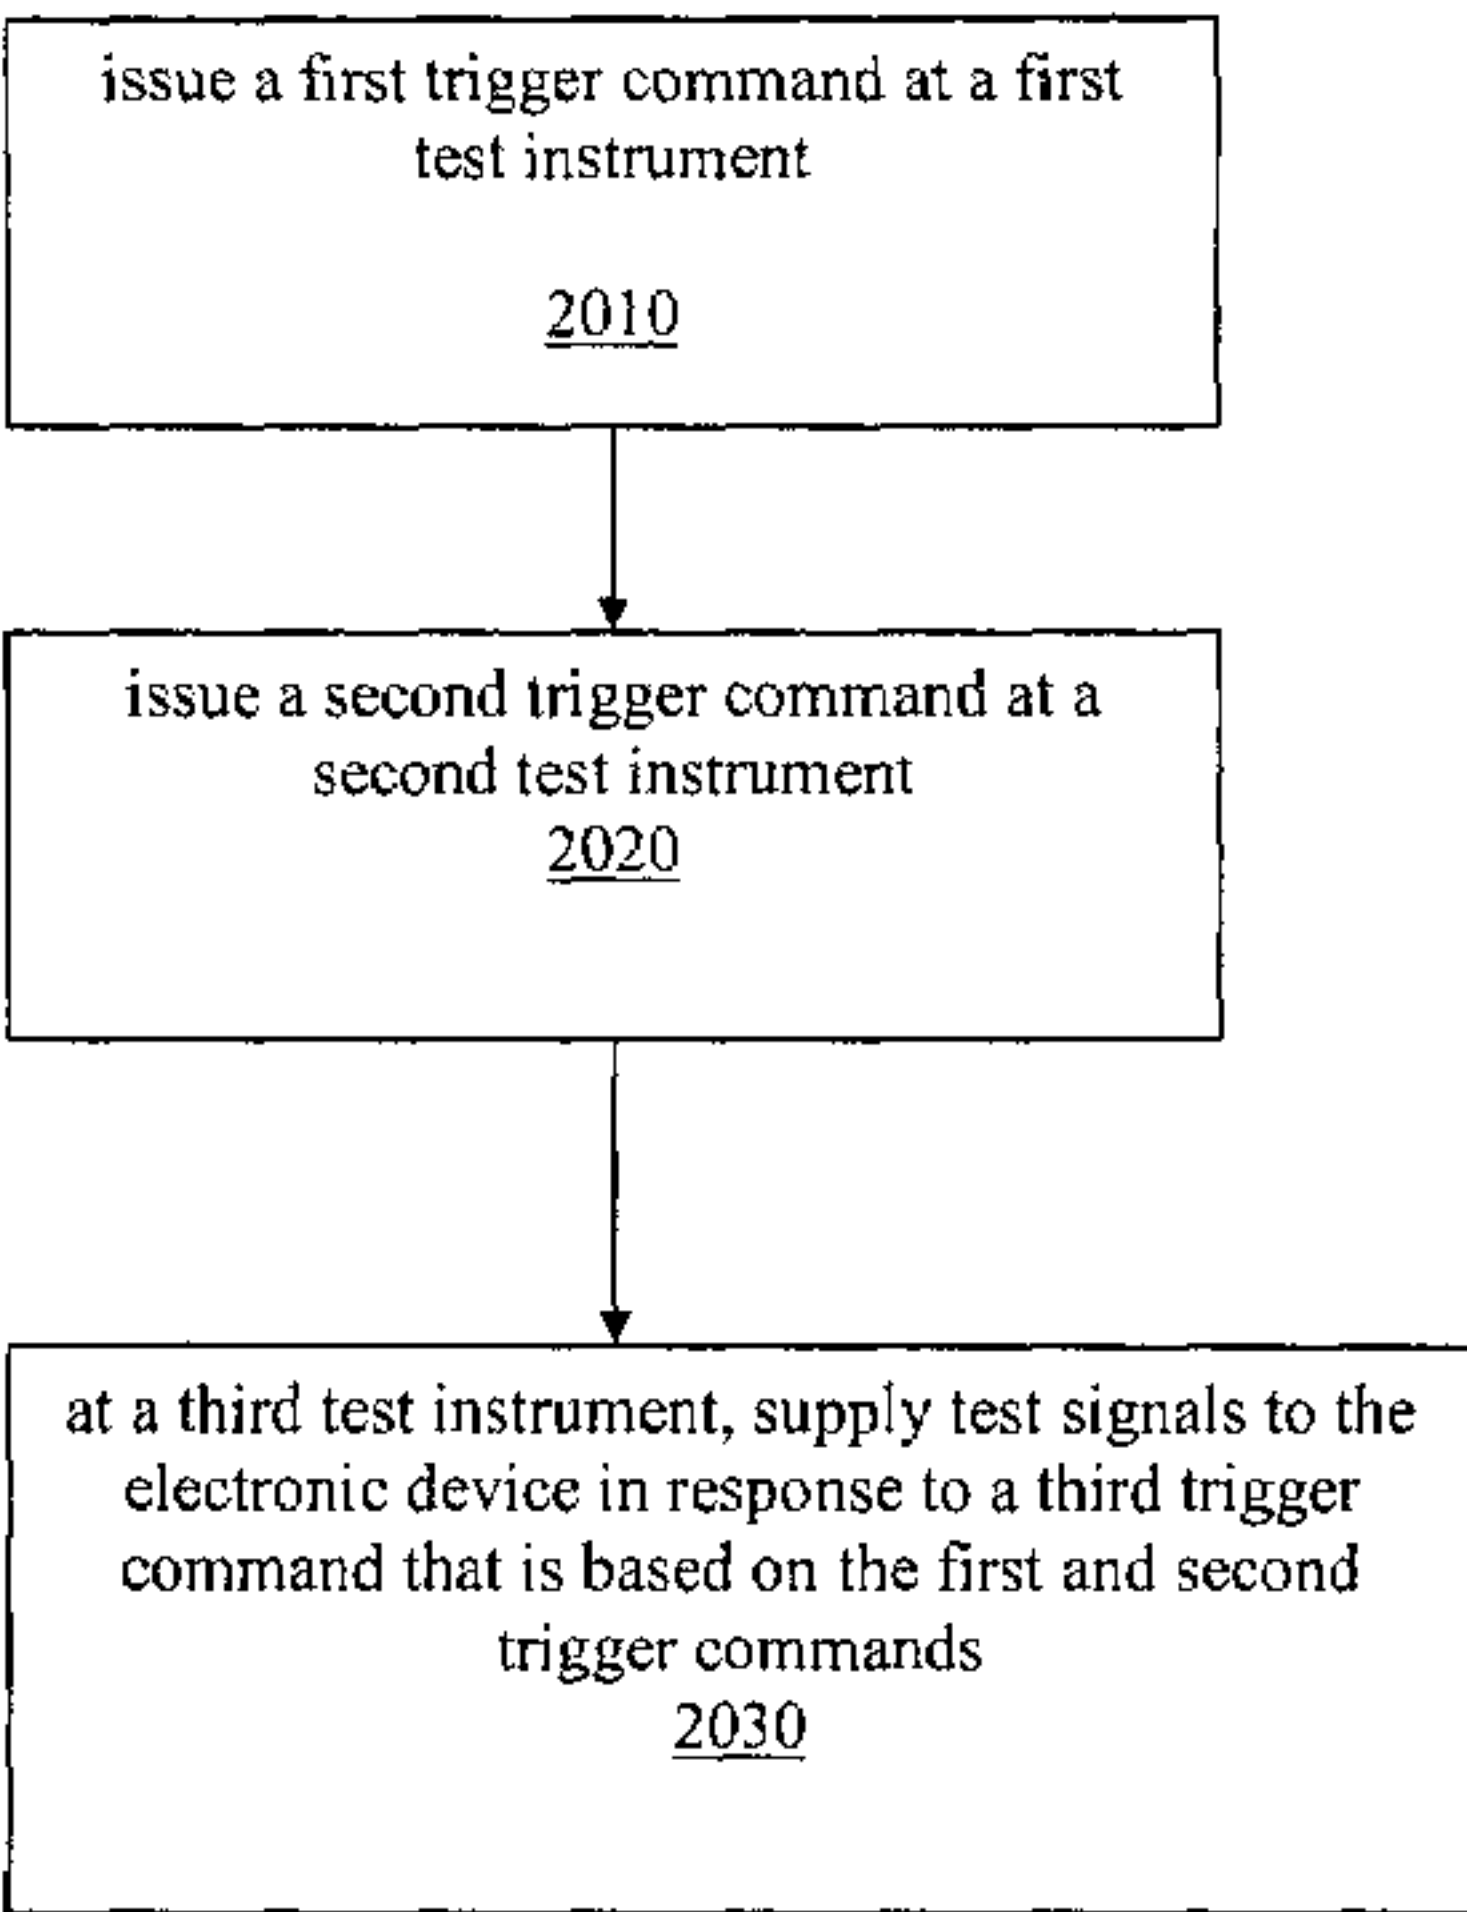 issue a first trigger command at a first
test instrument
2010
issue a second trigger command at a
second test instrument
2020
at a third test instrument, supply test signals to the
electronic device in response to a third trigger
command that is based on the first and second
trigger commands
2030